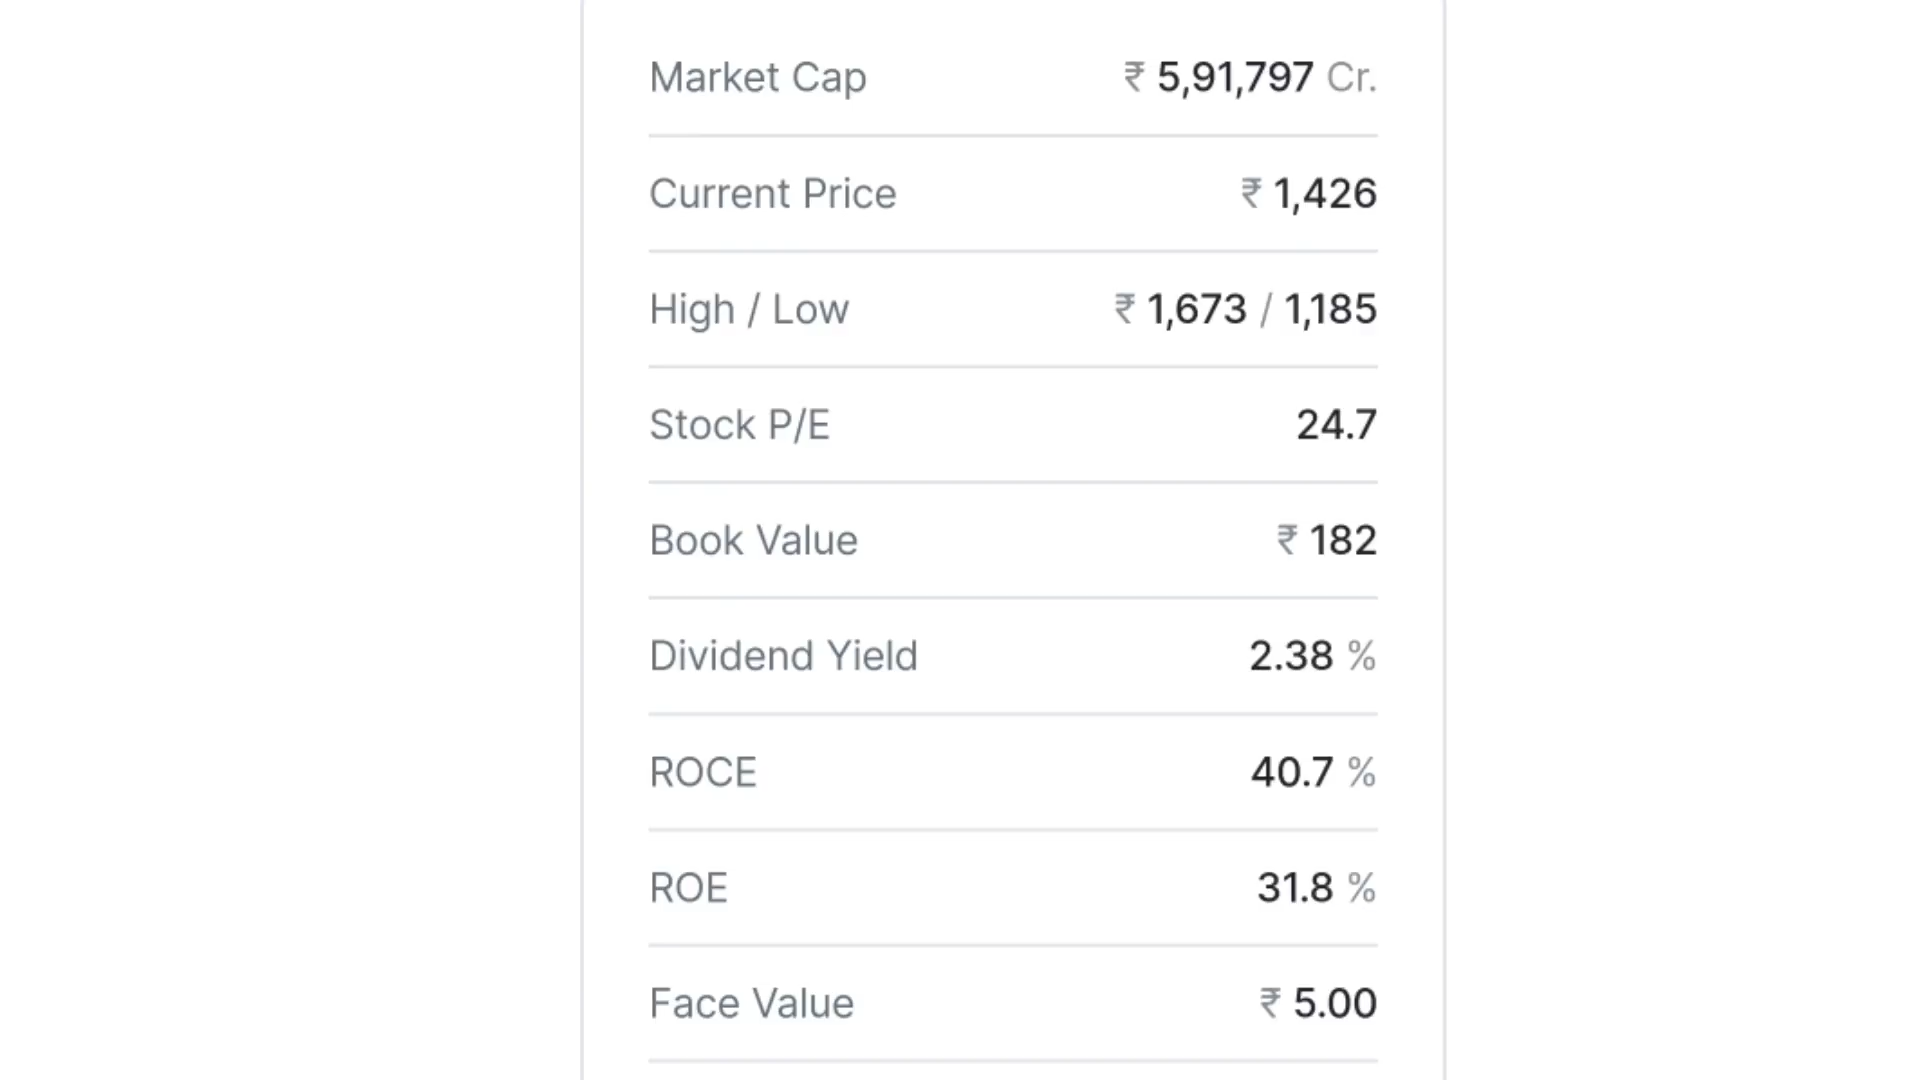 Market Cap ₹ 5,91,797 Cr.
Current Price ₹ 1,426
High / Low ₹ 1,673 / 1,185
Stock P/E 24.7
Book Value ₹ 182
Dividend Yield 2.38 %
ROCE 40.7 %
ROE 31.8 %
Face Value ₹ 5.00